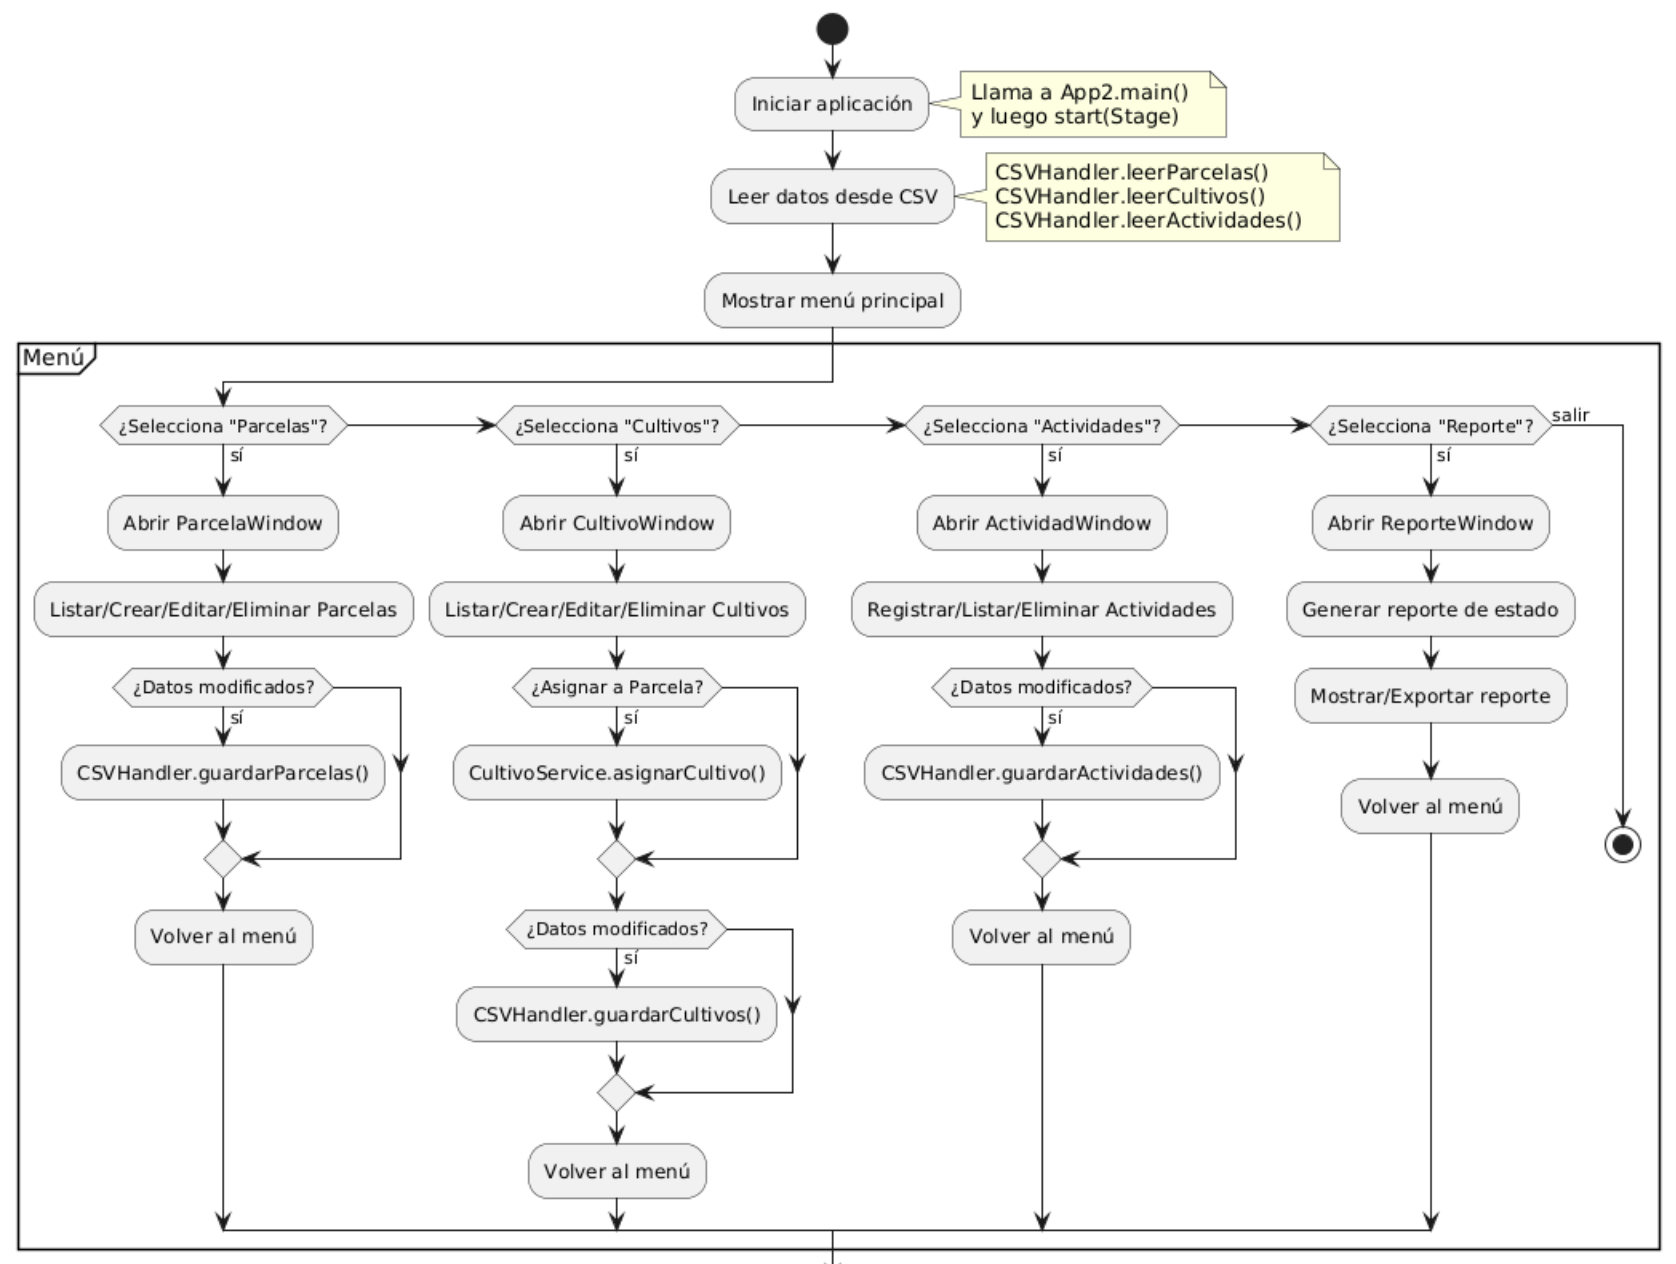 Iniciar aplicación
Llama a App2.main()
y luego start(Stage)
Leer datos desde CSV
CSVHandler.leerParcelas()
CSVHandler.leerCultivos()
CSVHandler.leerActividades()
Mostrar menú principal
Menú
¿Selecciona "Parcelas"?
sí
Abrir ParcelaWindow
Listar/Crear/Editar/Eliminar Parcelas
¿Datos modificados?
sí
CSVHandler.guardarParcelas()
Volver al menú
¿Selecciona "Cultivos"?
sí
Abrir CultivoWindow
Listar/Crear/Editar/Eliminar Cultivos
¿Asignar a Parcela?
sí
CultivoService.asignarCultivo()
¿Datos modificados?
sí
CSVHandler.guardarCultivos()
Volver al menú
¿Selecciona "Actividades"?
sí
Abrir ActividadWindow
Registrar/Listar/Eliminar Actividades
¿Datos modificados?
sí
CSVHandler.guardarActividades()
Volver al menú
¿Selecciona "Reporte"?
salir
sí
Abrir ReporteWindow
Generar reporte de estado
Mostrar/Exportar reporte
Volver al menú